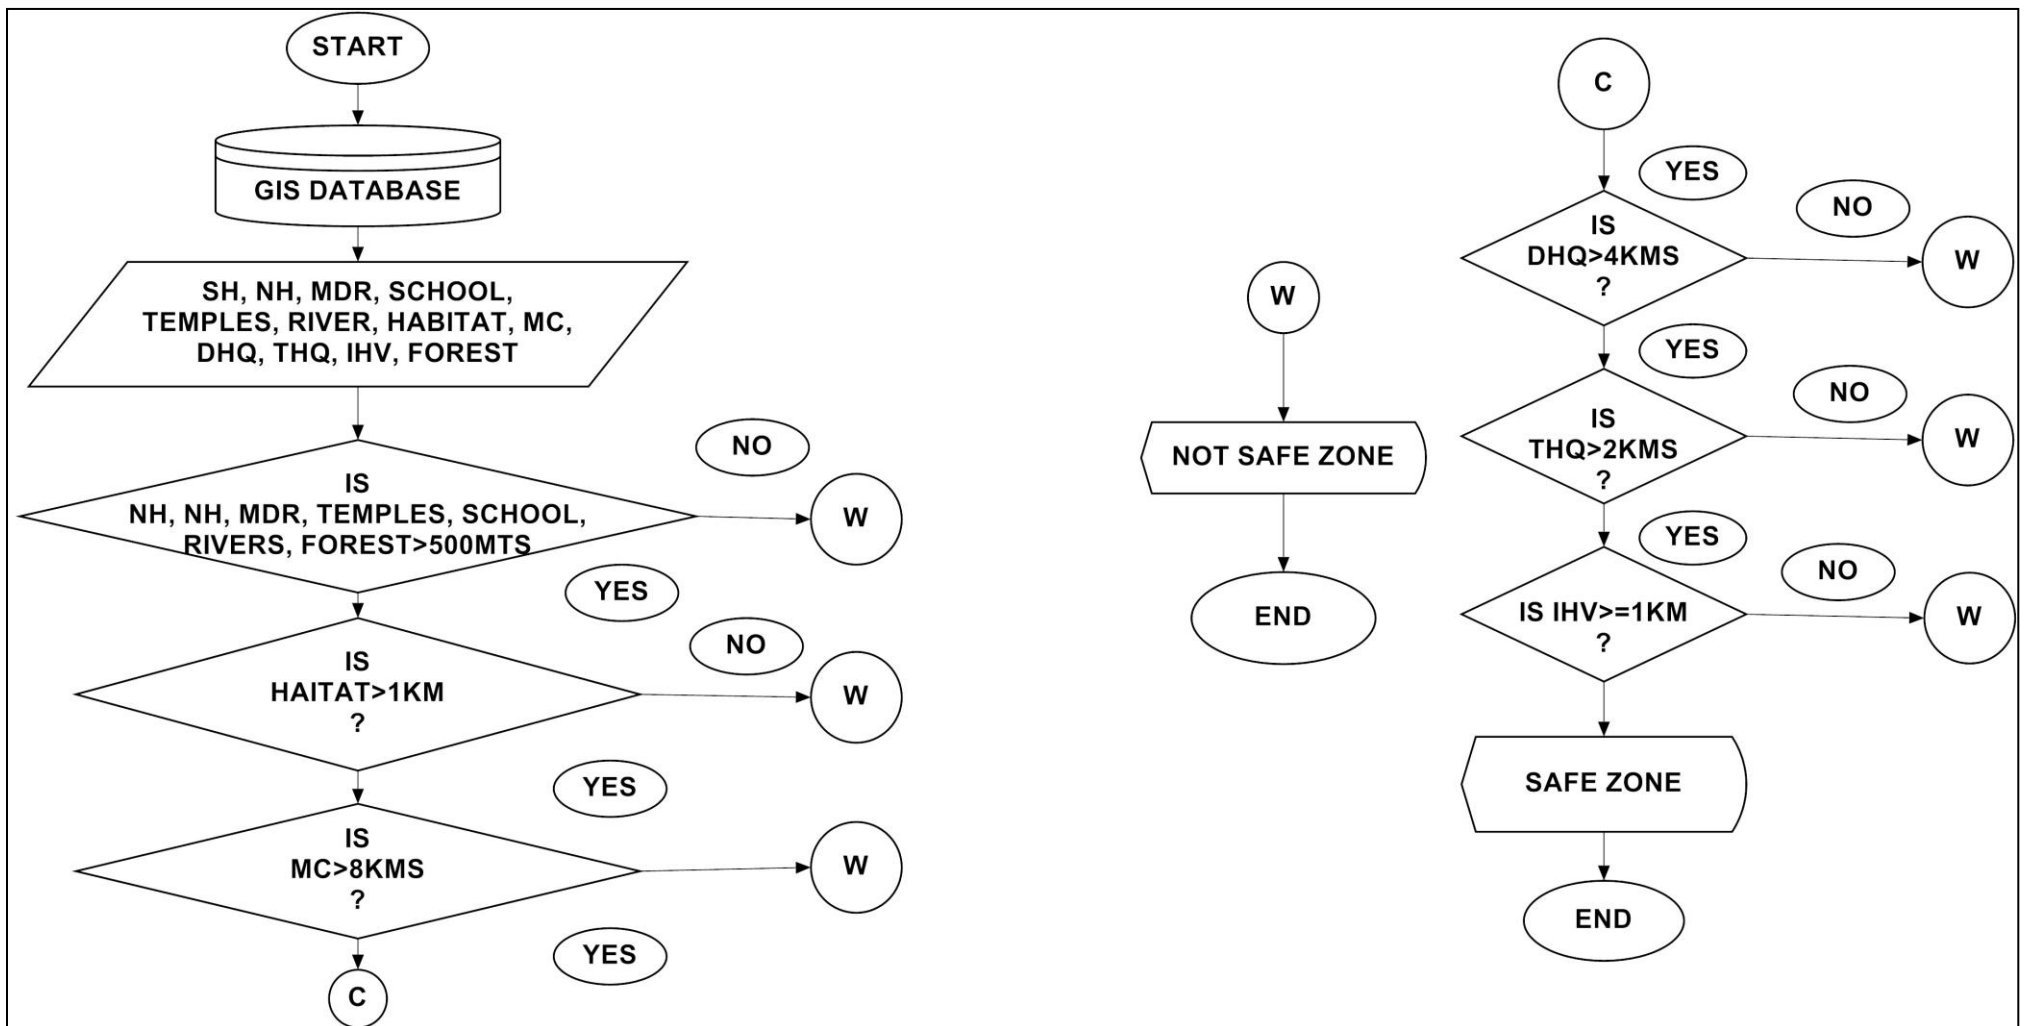 START
GIS DATABASE
SH, NH, MDR, SCHOOL,
TEMPLES, RIVER, HABITAT, MC,
DHQ, THQ, IHV, FOREST
IS
NH, NH, MDR, TEMPLES, SCHOOL,
RIVERS, FOREST>500MTS
NO
W
YES
IS
HAITAT>1KM
?
NO
W
YES
IS
MC>8KMS
?
W
YES
C
W
NOT SAFE ZONE
END
C
YES
IS
DHQ>4KMS
?
NO
W
YES
IS
THQ>2KMS
?
NO
W
YES
IS IHV>=1KM
?
NO
W
SAFE ZONE
END